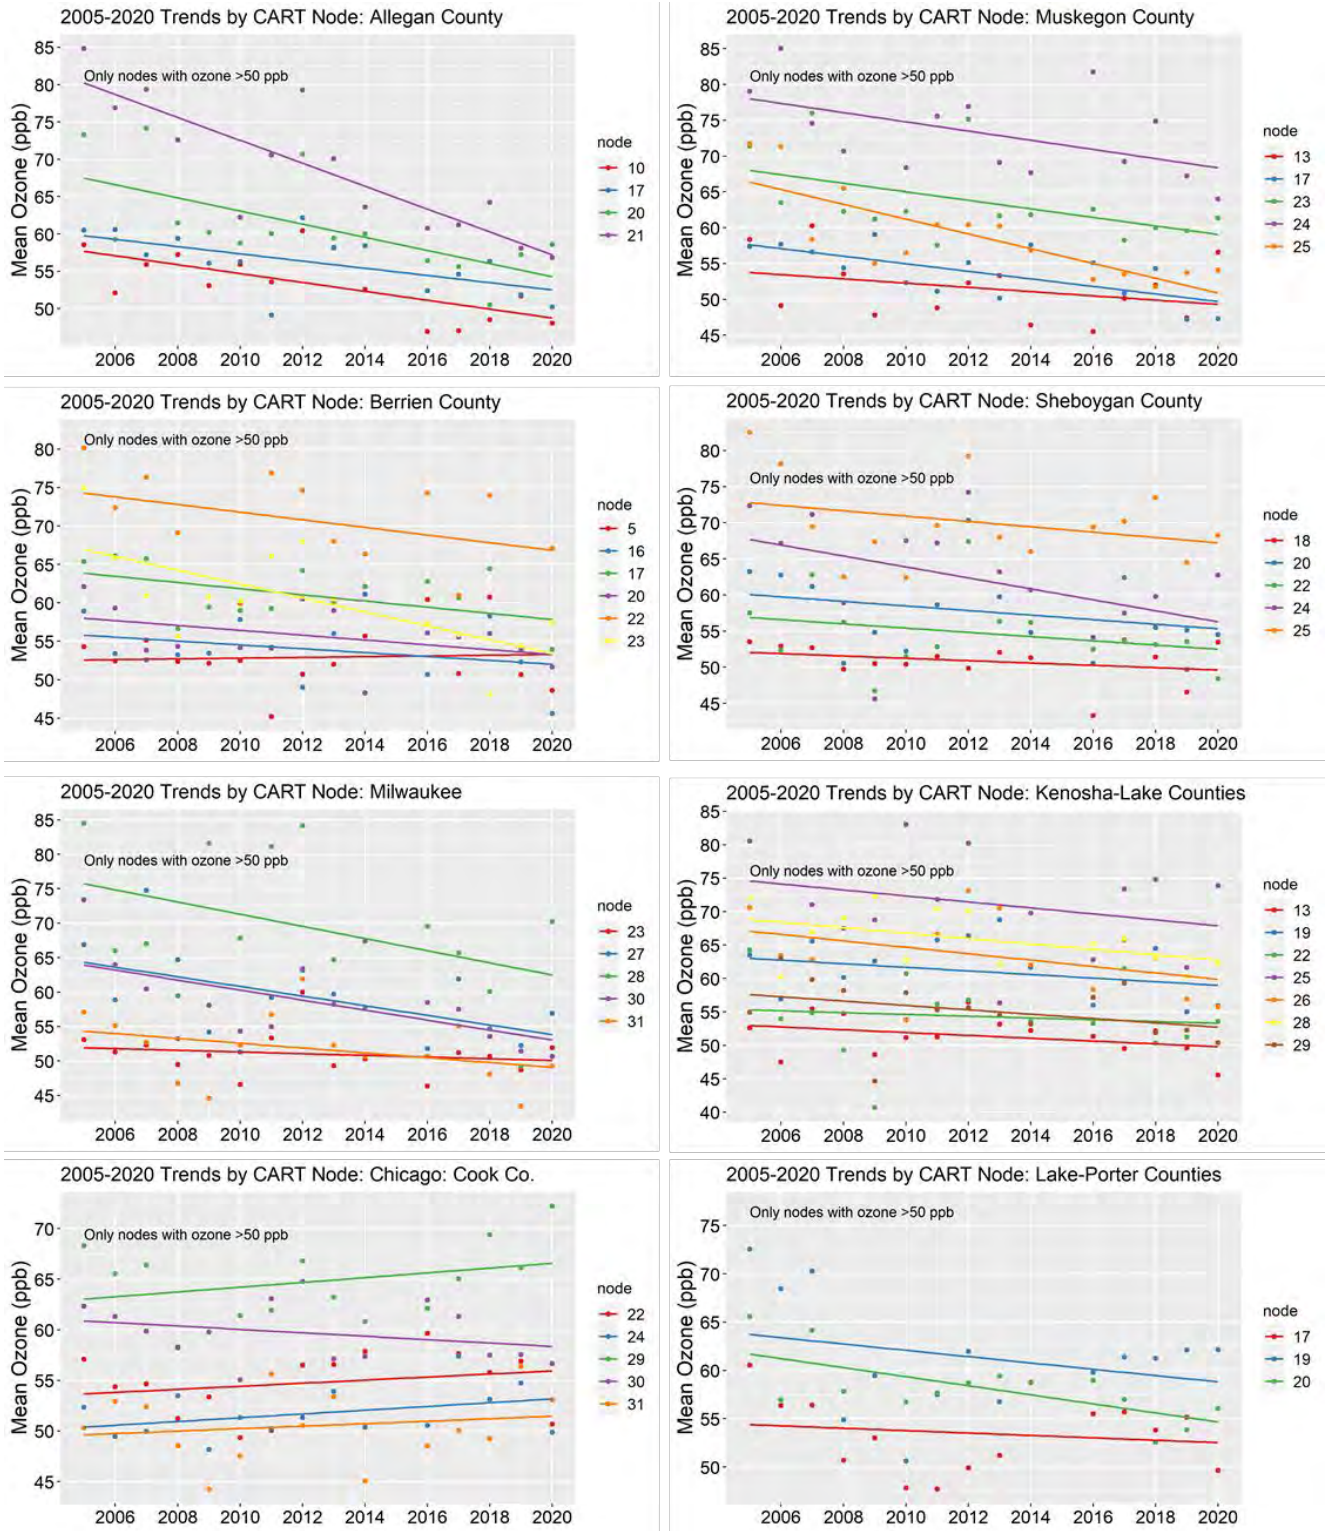 2005-2020 Trends by CART Node: Allegan County
Only nodes with ozone >50 ppb
Mean Ozone (ppb)
85
80
75
70
65
60
55
50
2006 2008 2010 2012 2014 2016 2018 2020
node
10
17
20
21
2005-2020 Trends by CART Node: Muskegon County
Only nodes with ozone >50 ppb
Mean Ozone (ppb)
85
80
75
70
65
60
55
50
45
2006 2008 2010 2012 2014 2016 2018 2020
node
13
17
23
24
25
2005-2020 Trends by CART Node: Berrien County
Only nodes with ozone >50 ppb
Mean Ozone (ppb)
80
75
70
65
60
55
50
45
2006 2008 2010 2012 2014 2016 2018 2020
node
5
16
17
20
22
23
2005-2020 Trends by CART Node: Sheboygan County
Only nodes with ozone >50 ppb
Mean Ozone (ppb)
80
75
70
65
60
55
50
45
2006 2008 2010 2012 2014 2016 2018 2020
node
18
20
22
24
25
2005-2020 Trends by CART Node: Milwaukee
Only nodes with ozone >50 ppb
Mean Ozone (ppb)
85
80
75
70
65
60
55
50
45
2006 2008 2010 2012 2014 2016 2018 2020
node
23
27
28
30
31
2005-2020 Trends by CART Node: Kenosha-Lake Counties
Only nodes with ozone >50 ppb
Mean Ozone (ppb)
85
80
75
70
65
60
55
50
45
40
2006 2008 2010 2012 2014 2016 2018 2020
node
13
19
22
25
26
28
29
2005-2020 Trends by CART Node: Chicago: Cook Co.
Only nodes with ozone >50 ppb
Mean Ozone (ppb)
70
65
60
55
50
45
2006 2008 2010 2012 2014 2016 2018 2020
node
22
24
29
30
31
2005-2020 Trends by CART Node: Lake-Porter Counties
Only nodes with ozone >50 ppb
Mean Ozone (ppb)
75
70
65
60
55
50
2006 2008 2010 2012 2014 2016 2018 2020
node
17
19
20